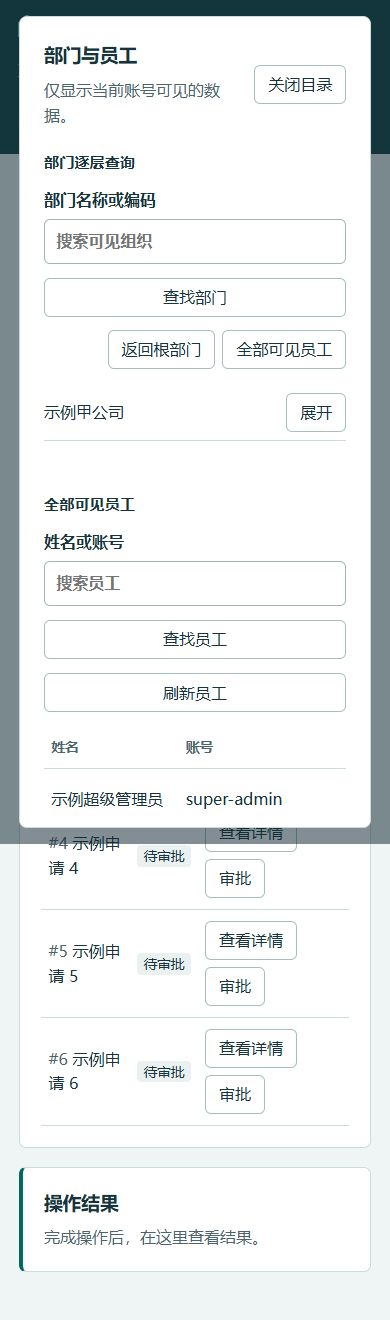 部门与员工
仅显示当前账号可见的数
据。
关闭目录
部门逐层查询
部门名称或编码
搜索可见组织
查找部门
返回根部门 全部可见员工
示例甲公司 展开
全部可见员工
姓名或账号
搜索员工
查找员工
刷新员工
姓名 账号
示例超级管理员 super-admin
查看详情
#4 示例申
请 4
待审批
审批
#5 示例申
请 5
待审批
查看详情
审批
#6 示例申
请 6
待审批
查看详情
审批
操作结果
完成操作后，在这里查看结果。